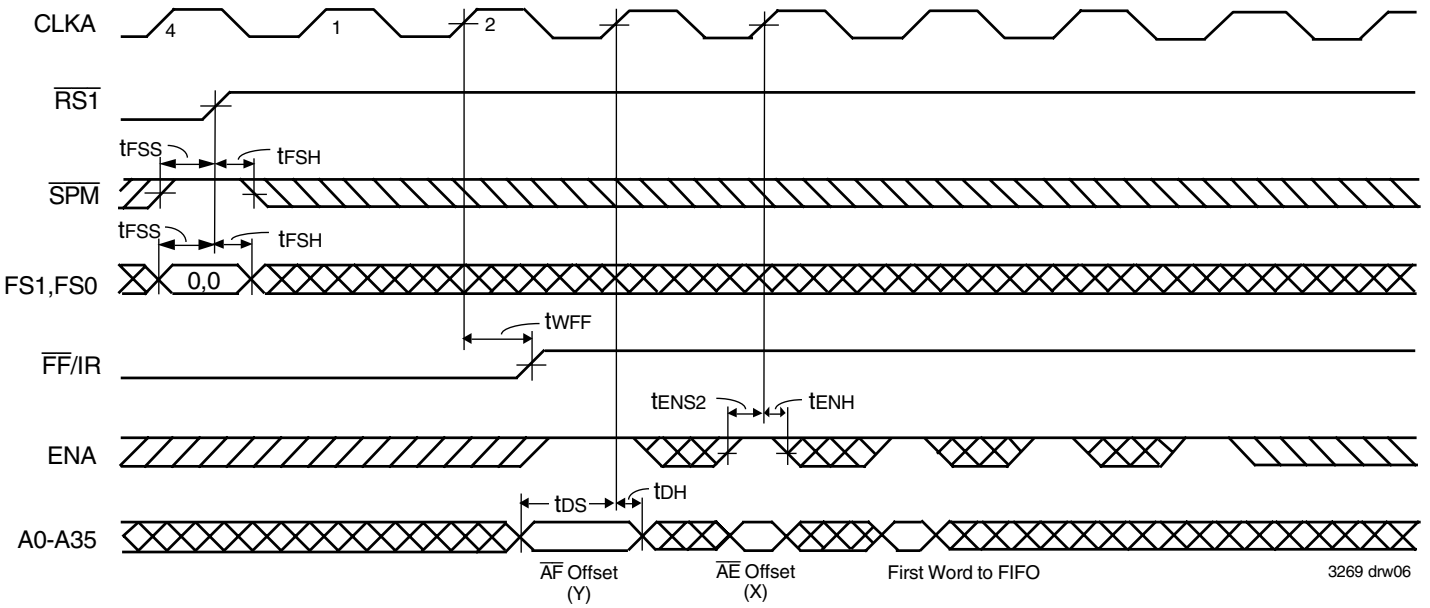 CLKA 4 1 2
RS1
tFSS tFSH
SPM
tFSS tFSH
FS1,FS0 0,0
tWFF
FF/IR
tENS2 tENH
ENA
tDS tDH
A0-A35
AF Offset AE Offset First Word to FIFO 3269 drw06
(Y) (X)